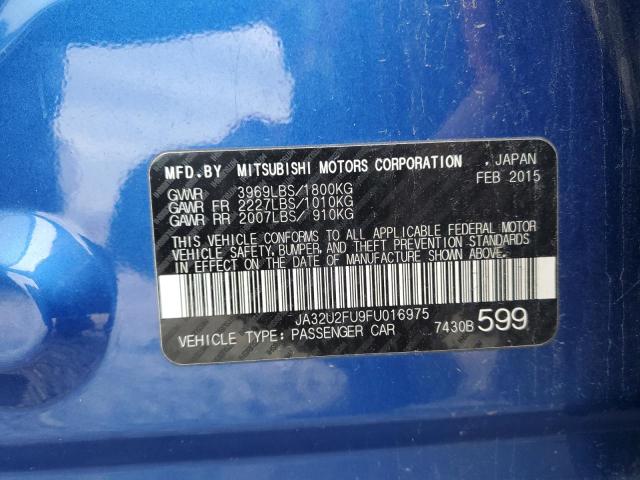 MFD.BY MITSUBISHI MOTORS CORPORATION . JAPAN
GVWR 3969LBS/1800KG FEB 2015
GAWR FR 2227LBS/1010KG
GAWR RR 2007LBS/ 910KG
THIS VEHICLE CONFORMS TO ALL APPLICABLE FEDERAL MOTOR
VEHICLE SAFETY, BUMPER, AND THEFT PREVENTION STANDARDS
IN EFFECT ON THE DATE OF MANUFACTURE SHOWN ABOVE.
JA32U2FU9FU016975
VEHICLE TYPE: PASSENGER CAR 7430B599